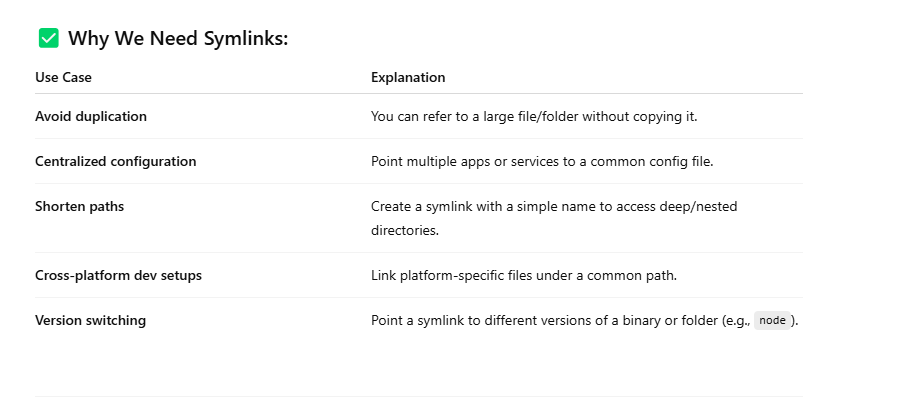 ✅ Why We Need Symlinks:
Use Case Explanation
Avoid duplication You can refer to a large file/folder without copying it.
Centralized configuration Point multiple apps or services to a common config file.
Shorten paths Create a symlink with a simple name to access deep/nested
directories.
Cross-platform dev setups Link platform-specific files under a common path.
Version switching Point a symlink to different versions of a binary or folder (e.g., node ).